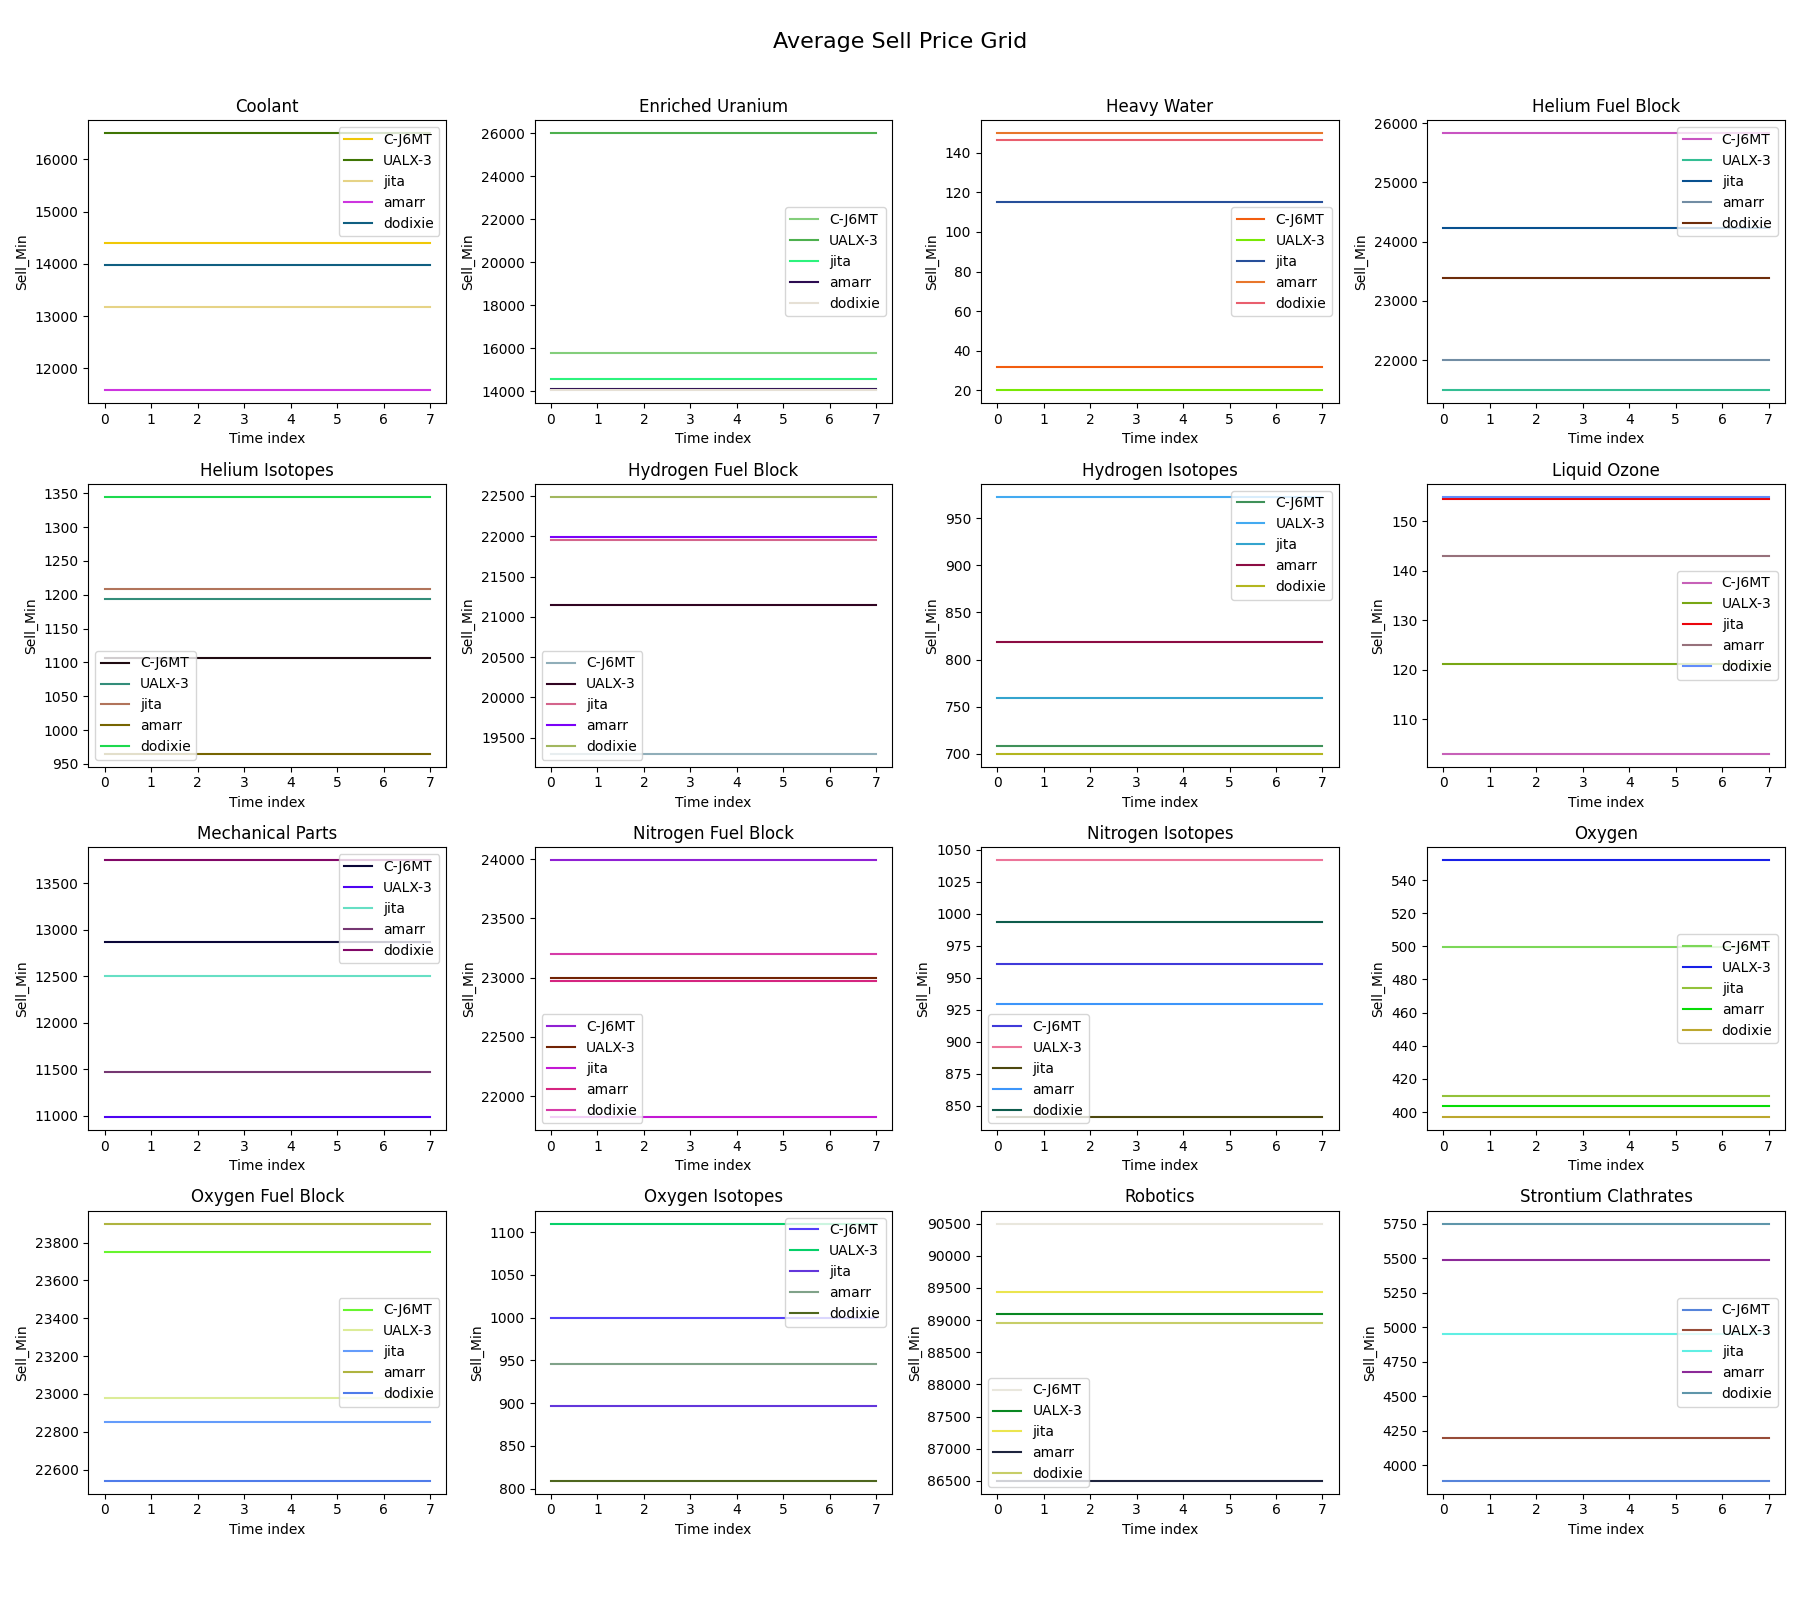 Average Sell Price Grid
Coolant
Sell_Min
16000
15000
14000
13000
12000
C-J6MT
UALX-3
jita
amarr
dodixie
0 1 2 3 4 5 6 7
Time index
Enriched Uranium
Sell_Min
26000
24000
22000
20000
18000
16000
14000
C-J6MT
UALX-3
jita
amarr
dodixie
0 1 2 3 4 5 6 7
Time index
Heavy Water
Sell_Min
140
120
100
80
60
40
20
C-J6MT
UALX-3
jita
amarr
dodixie
0 1 2 3 4 5 6 7
Time index
Helium Fuel Block
Sell_Min
26000
25000
24000
23000
22000
C-J6MT
UALX-3
jita
amarr
dodixie
0 1 2 3 4 5 6 7
Time index
Helium Isotopes
Sell_Min
1350
1300
1250
1200
1150
1100
1050
1000
950
C-J6MT
UALX-3
jita
amarr
dodixie
0 1 2 3 4 5 6 7
Time index
Hydrogen Fuel Block
Sell_Min
22500
22000
21500
21000
20500
20000
19500
C-J6MT
UALX-3
jita
amarr
dodixie
0 1 2 3 4 5 6 7
Time index
Hydrogen Isotopes
Sell_Min
950
900
850
800
750
700
C-J6MT
UALX-3
jita
amarr
dodixie
0 1 2 3 4 5 6 7
Time index
Liquid Ozone
Sell_Min
150
140
130
120
110
C-J6MT
UALX-3
jita
amarr
dodixie
0 1 2 3 4 5 6 7
Time index
Mechanical Parts
Sell_Min
13500
13000
12500
12000
11500
11000
C-J6MT
UALX-3
jita
amarr
dodixie
0 1 2 3 4 5 6 7
Time index
Nitrogen Fuel Block
Sell_Min
24000
23500
23000
22500
22000
C-J6MT
UALX-3
jita
amarr
dodixie
0 1 2 3 4 5 6 7
Time index
Nitrogen Isotopes
Sell_Min
1050
1025
1000
975
950
925
900
875
850
C-J6MT
UALX-3
jita
amarr
dodixie
0 1 2 3 4 5 6 7
Time index
Oxygen
Sell_Min
540
520
500
480
460
440
420
400
C-J6MT
UALX-3
jita
amarr
dodixie
0 1 2 3 4 5 6 7
Time index
Oxygen Fuel Block
Sell_Min
23800
23600
23400
23200
23000
22800
22600
C-J6MT
UALX-3
jita
amarr
dodixie
0 1 2 3 4 5 6 7
Time index
Oxygen Isotopes
Sell_Min
1100
1050
1000
950
900
850
800
C-J6MT
UALX-3
jita
amarr
dodixie
0 1 2 3 4 5 6 7
Time index
Robotics
Sell_Min
90500
90000
89500
89000
88500
88000
87500
87000
86500
C-J6MT
UALX-3
jita
amarr
dodixie
0 1 2 3 4 5 6 7
Time index
Strontium Clathrates
Sell_Min
5750
5500
5250
5000
4750
4500
4250
4000
C-J6MT
UALX-3
jita
amarr
dodixie
0 1 2 3 4 5 6 7
Time index